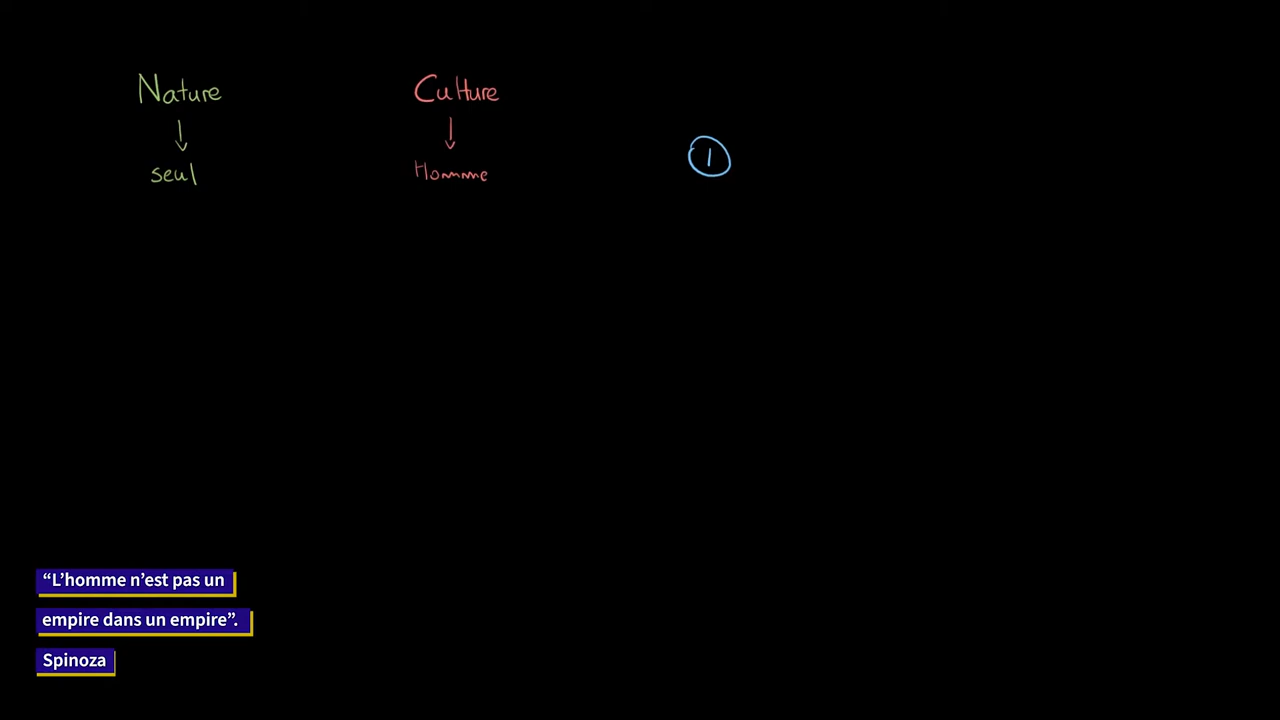 Nature
Culture
↓
↓
seul
Homme
1
“L’homme n’est pas un
empire dans un empire”.
Spinoza